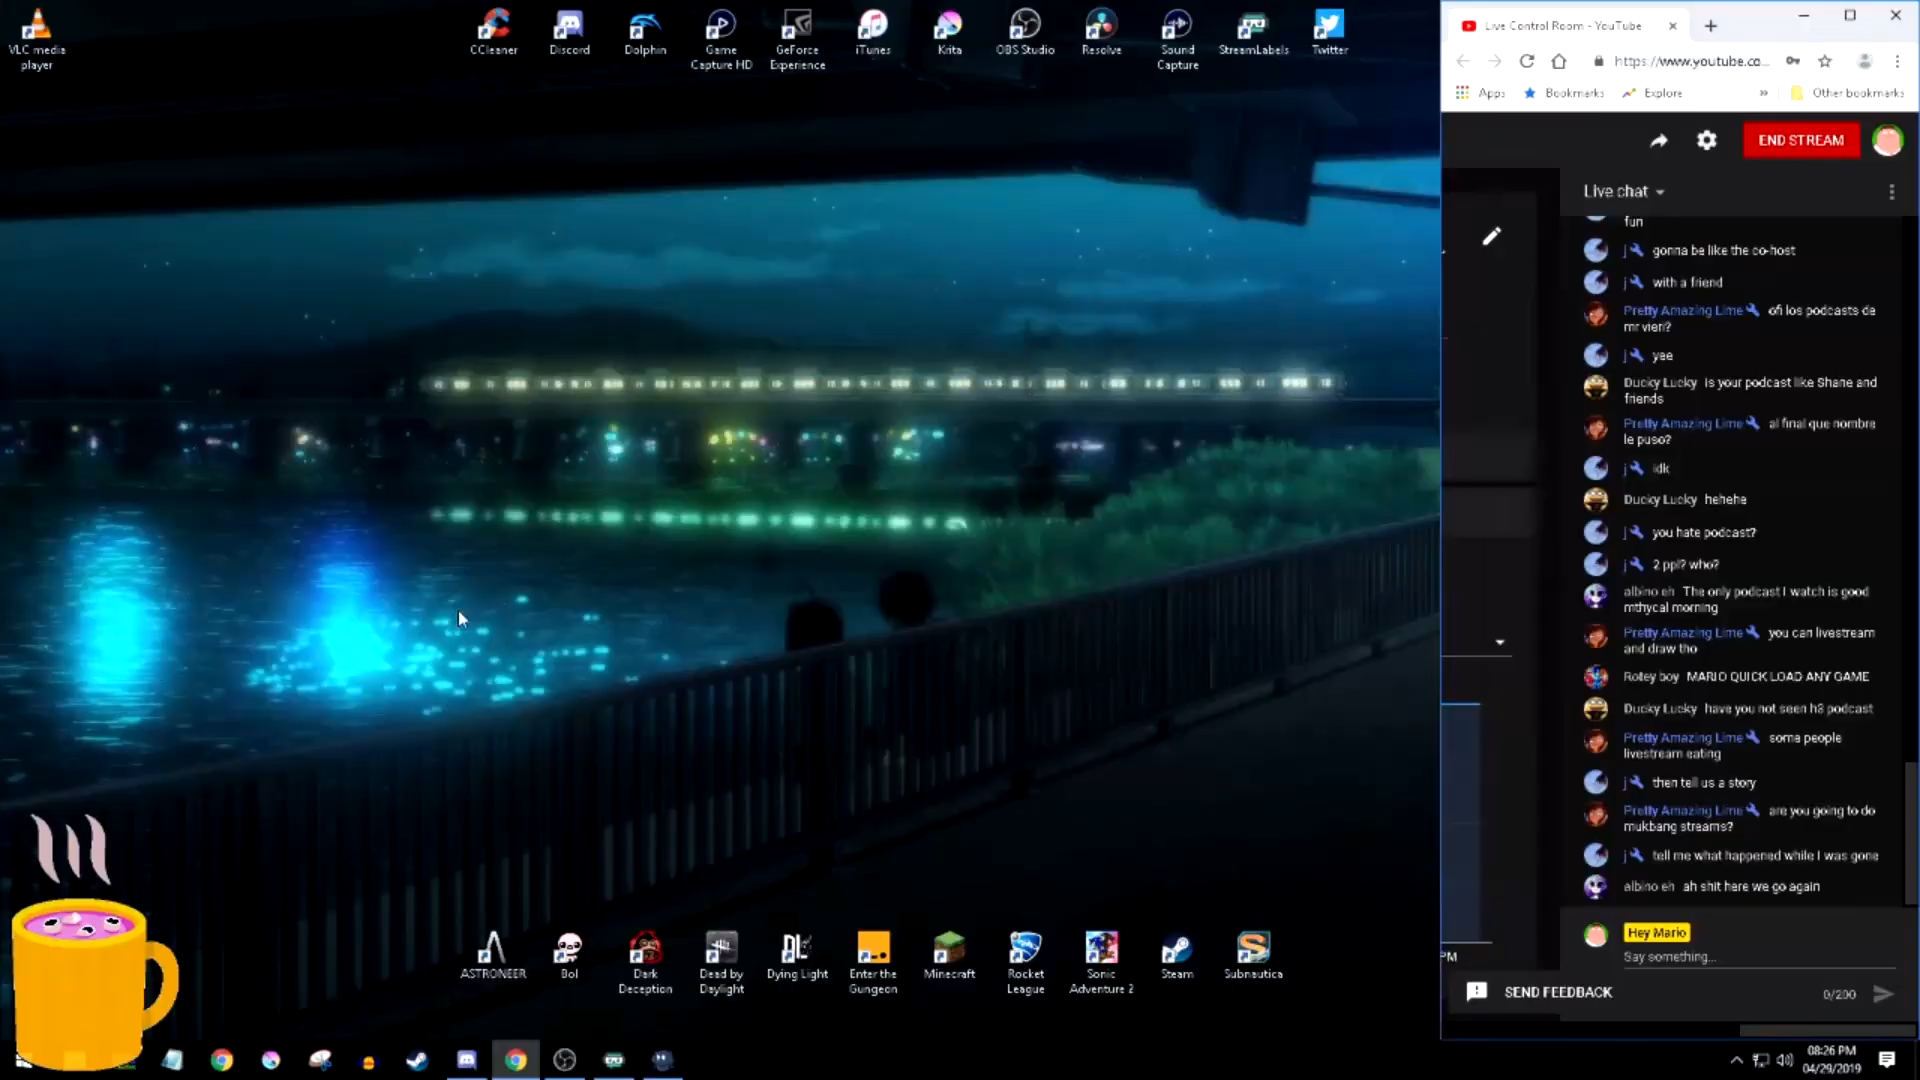 VLC media
player
CCleaner
Discord
Dolphin
Game
Capture HD
GeForce
Experience
iTunes
Krita
OBS Studio
Resolve
Sound
Capture
StreamLabels
Twitter
Live Control Room - YouTube
https://www.youtube.co...
Apps
Bookmarks
Explore
»
Other bookmarks
END STREAM
Live chat
fun
j gonna be like the co-host
j with a friend
Pretty Amazing Lime ofi los podcasts de
mr vieri?
j yee
Ducky Lucky is your podcast like Shane and
friends
Pretty Amazing Lime al final que nombre
le puso?
j idk
Ducky Lucky hehehe
j you hate podcast?
j 2 ppl? who?
albino eh The only podcast I watch is good
mthycal morning
Pretty Amazing Lime you can livestream
and draw tho
Rotey boy MARIO QUICK LOAD ANY GAME
Ducky Lucky have you not seen h3 podcast
Pretty Amazing Lime some people
livestream eating
j then tell us a story
Pretty Amazing Lime are you going to do
mukbang streams?
j tell me what happened while I was gone
albino eh ah shit here we go again
Hey Mario
Say something...
PM
SEND FEEDBACK
0/200
ASTRONEER
BoI
Dark
Deception
Dead by
Daylight
Dying Light
Enter the
Gungeon
Minecraft
Rocket
League
Sonic
Adventure 2
Steam
Subnautica
08:26 PM
04/29/2019